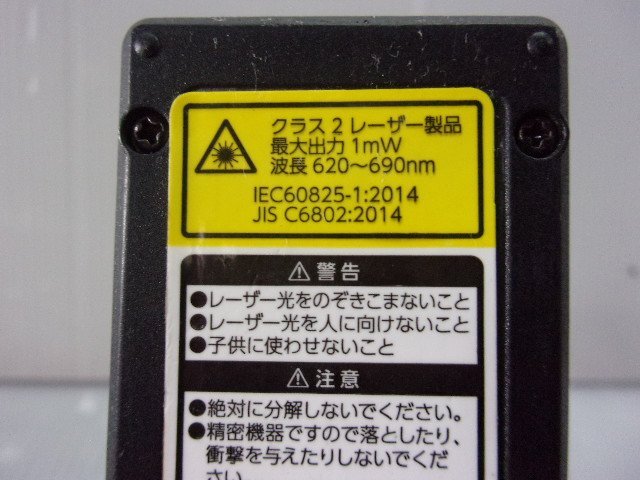 クラス2レーザー製品
最大出力 1mW
波長 620～690nm
IEC60825-1:2014
JIS C6802:2014
⚠警告
●レーザー光をのぞきこまないこと
●レーザー光を人に向けないこと
●子供に使わせないこと
⚠注意
●絶対に分解しないでください。
●精密機器ですので落としたり、
衝撃を与えたりしないでくだ
さい